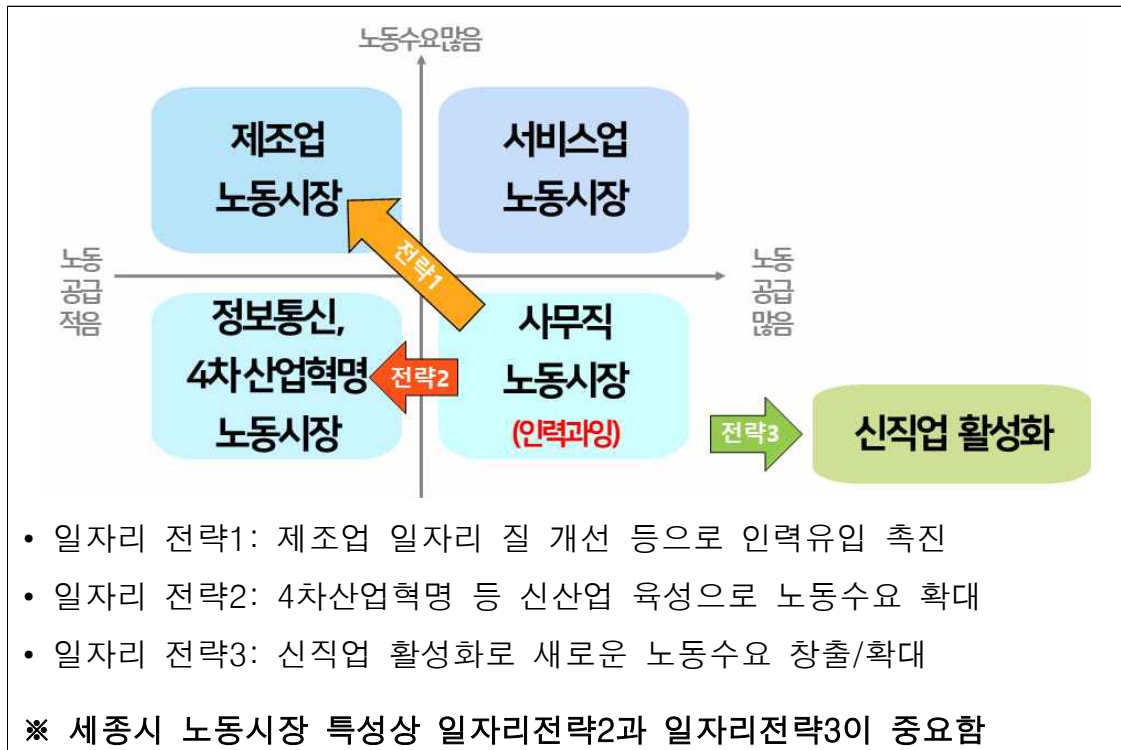 노동수요많음
제조업
노동시장
서비스업
노동시장
전략1
노동
공급
적음
노동
공급
많음
정보통신,
4차 산업혁명
노동시장
전략2
사무직
노동시장
(인력과잉)
전략3
신직업 활성화
• 일자리 전략1: 제조업 일자리 질 개선 등으로 인력유입 촉진
• 일자리 전략2: 4차산업혁명 등 신산업 육성으로 노동수요 확대
• 일자리 전략3: 신직업 활성화로 새로운 노동수요 창출/확대
※ 세종시 노동시장 특성상 일자리전략2과 일자리전략3이 중요함